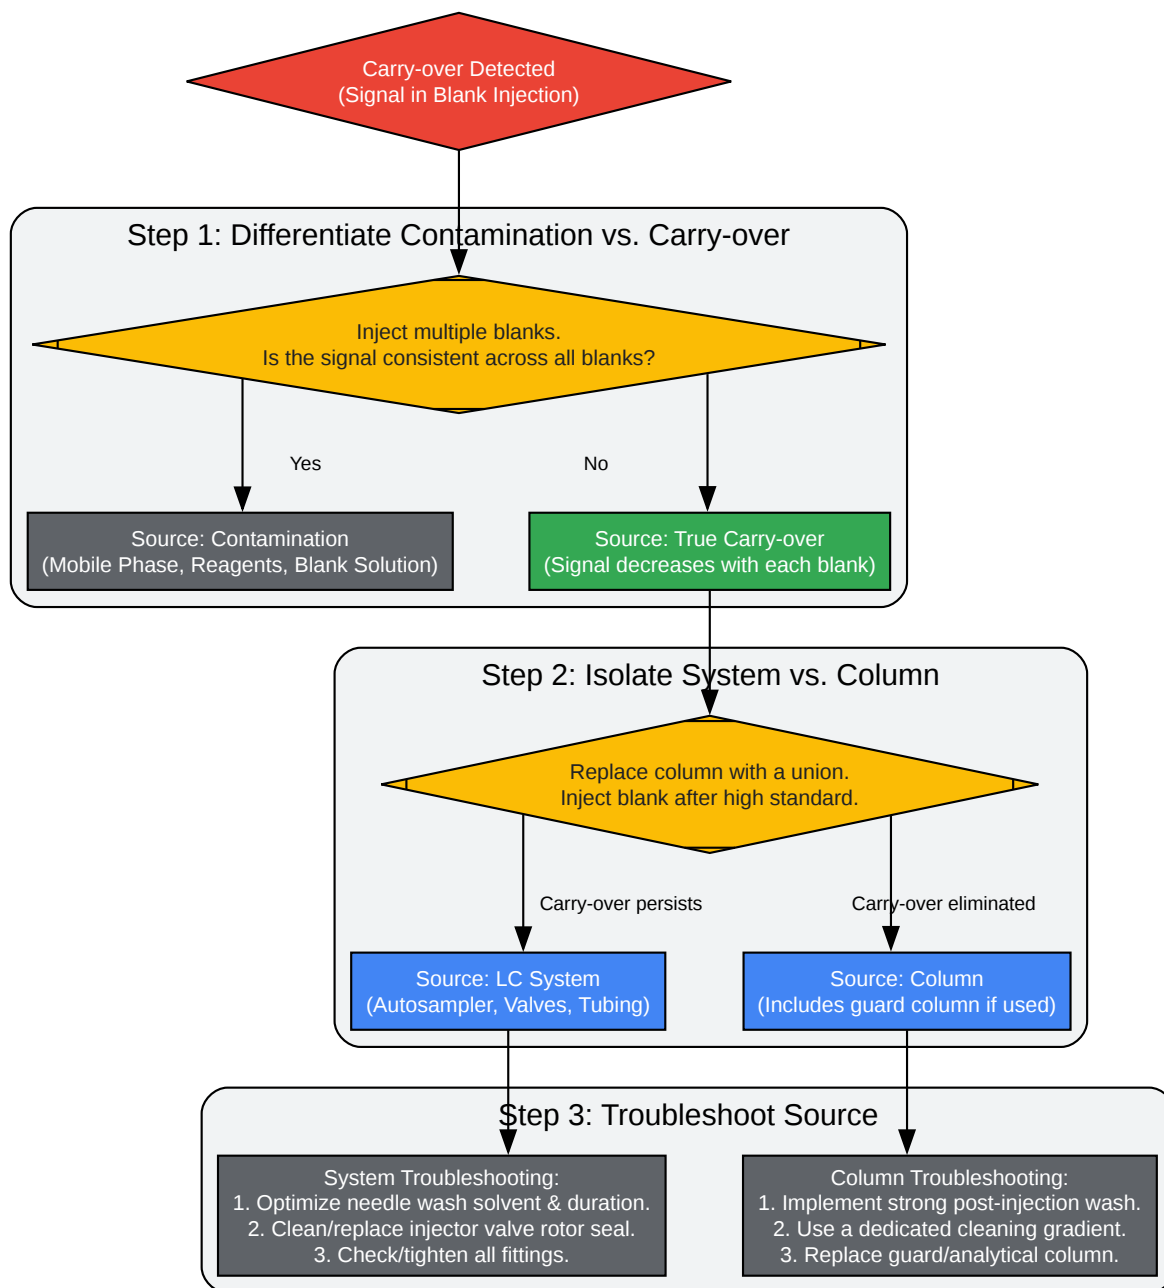 Carry-over Detected
(Signal in Blank Injection)
Step 1: Differentiate Contamination vs. Carry-over
Inject multiple blanks.
Is the signal consistent across all blanks?
Yes
No
Source: Contamination
(Mobile Phase, Reagents, Blank Solution)
Source: True Carry-over
(Signal decreases with each blank)
Step 2: Isolate System vs. Column
Replace column with a union.
Inject blank after high standard.
Carry-over persists
Carry-over eliminated
Source: LC System
(Autosampler, Valves, Tubing)
Source: Column
(Includes guard column if used)
Step 3: Troubleshoot Source
System Troubleshooting:
1. Optimize needle wash solvent & duration.
2. Clean/replace injector valve rotor seal.
3. Check/tighten all fittings.
Column Troubleshooting:
1. Implement strong post-injection wash.
2. Use a dedicated cleaning gradient.
3. Replace guard/analytical column.